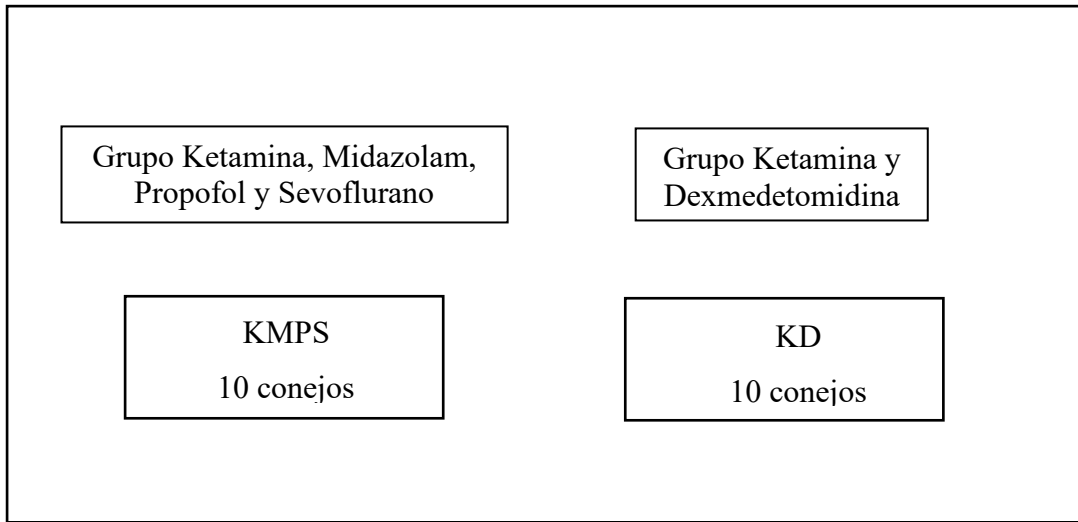 Grupo Ketamina, Midazolam,
Propofol y Sevoflurano
Grupo Ketamina y
Dexmedetomidina
KMPS
10 conejos
KD
10 conejos